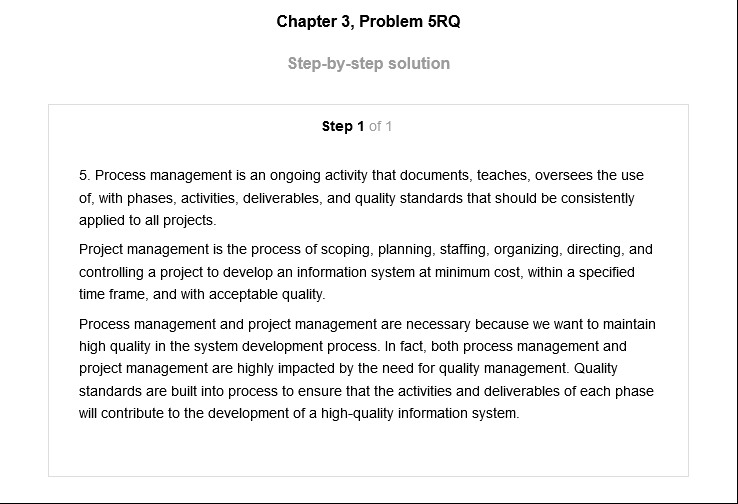 Chapter 3, Problem 5RQ
Step-by-step solution
Step 1 of 1
5. Process management is an ongoing activity that documents, teaches, oversees the use
of, with phases, activities, deliverables, and quality standards that should be consistently
applied to all projects.
Project management is the process of scoping, planning, staffing, organizing, directing, and
controlling a project to develop an information system at minimum cost, within a specified
time frame, and with acceptable quality.
Process management and project management are necessary because we want to maintain
high quality in the system development process. In fact, both process management and
project management are highly impacted by the need for quality management. Quality
standards are built into process to ensure that the activities and deliverables of each phase
will contribute to the development of a high-quality information system.